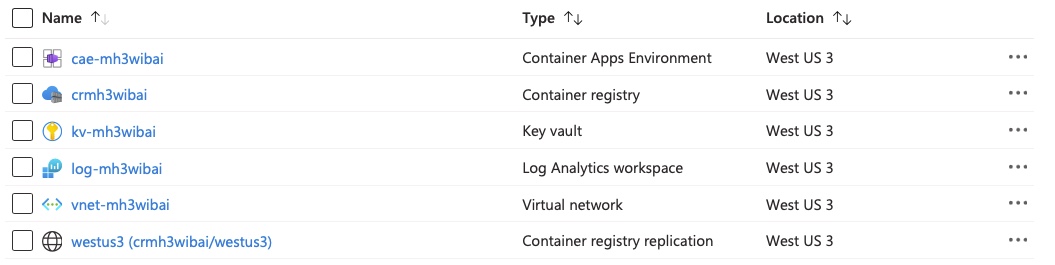 Name ↑↓ Type ↑↓ Location ↑↓
cae-mh3wibai Container Apps Environment West US 3 ...
crmh3wibai Container registry West US 3 ...
kv-mh3wibai Key vault West US 3 ...
log-mh3wibai Log Analytics workspace West US 3 ...
vnet-mh3wibai Virtual network West US 3 ...
westus3 (crmh3wibai/westus3) Container registry replication West US 3 ...